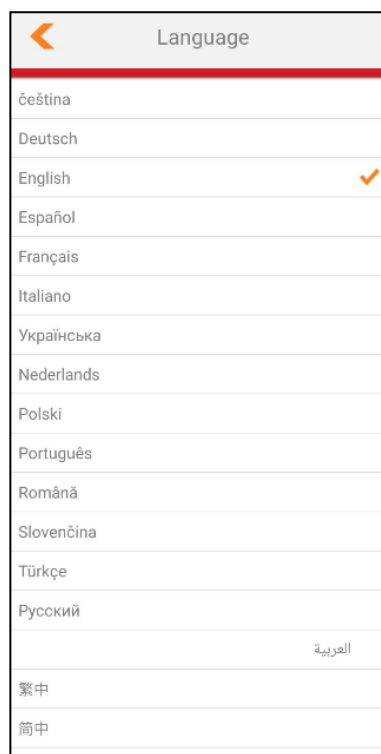 Language
čeština
Deutsch
English
Español
Français
Italiano
Українська
Nederlands
Polski
Português
Română
Slovenčina
Türkçe
Русский
العربية
繁中
简中